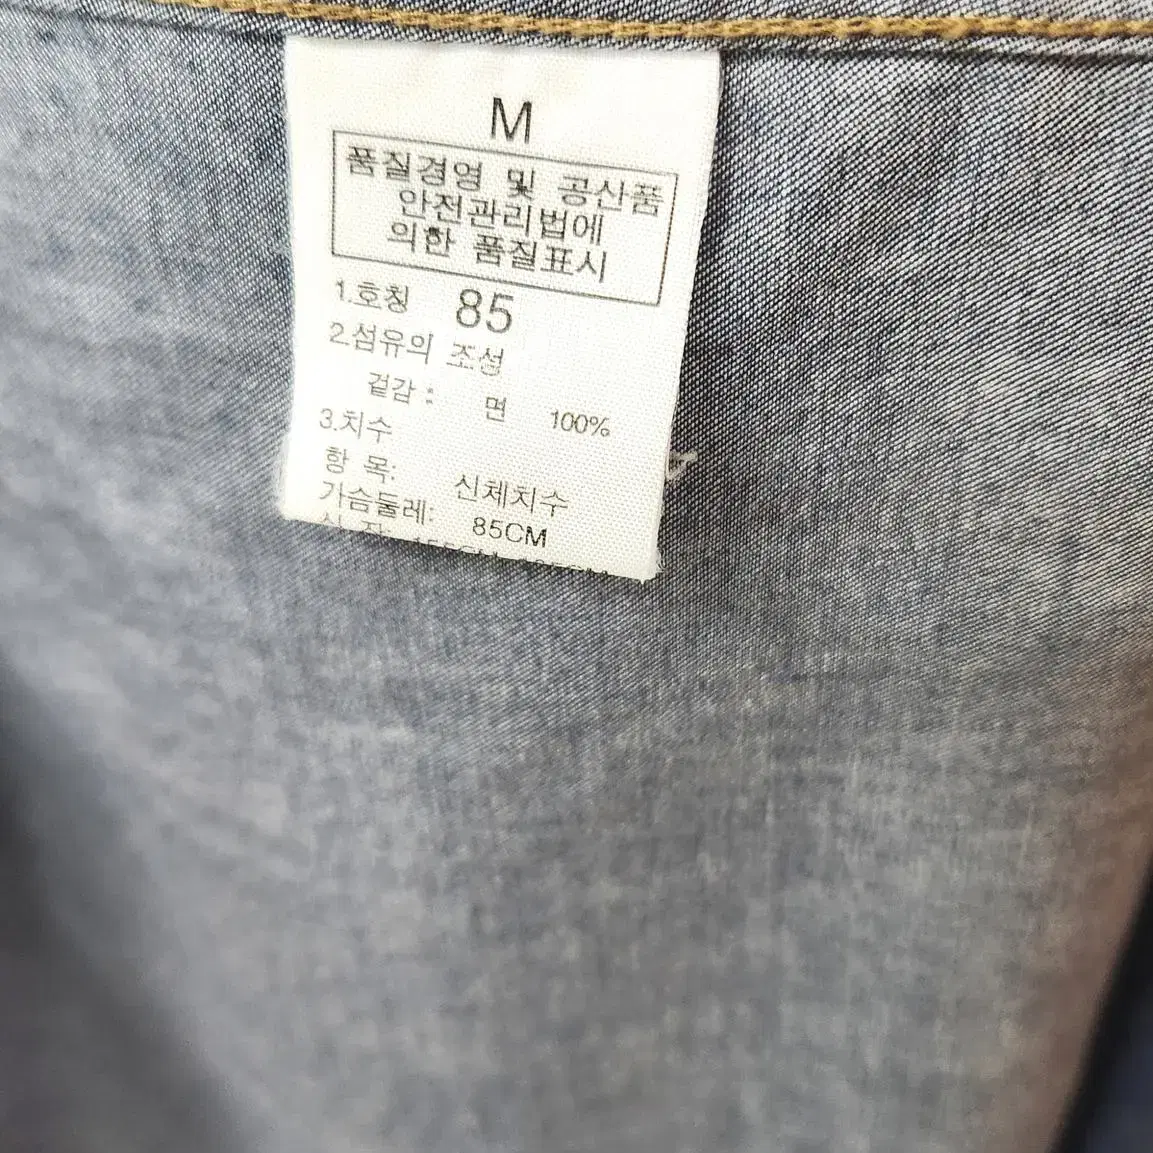 M
품질경영 및 공산품
안전관리법에
의한 품질표시
1.호칭 85
2.섬유의 조성
겉감 : 면 100%
3.치수
항 목: 신체치수
가슴둘레: 85CM